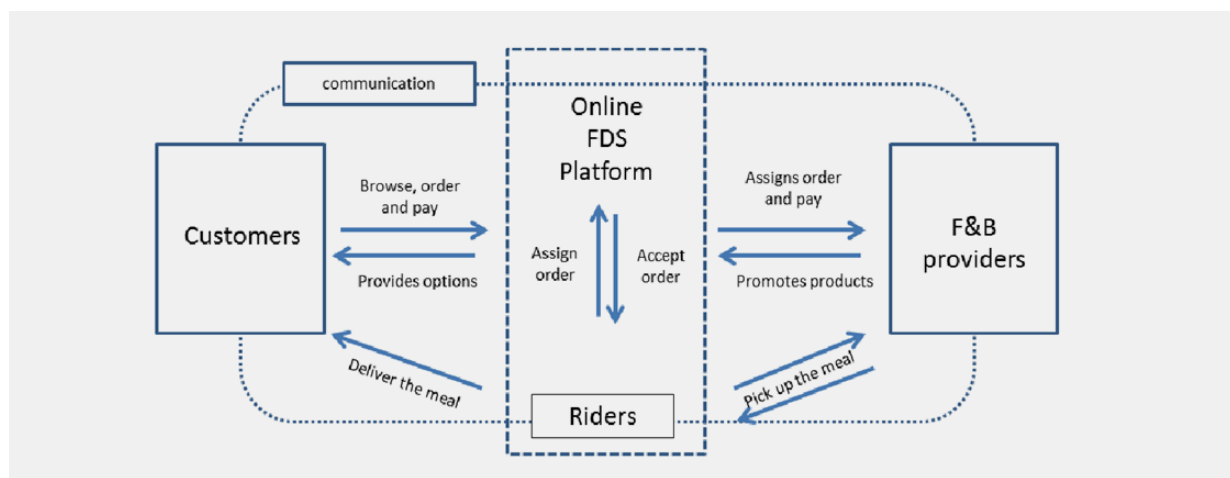 communication
Online
FDS
Platform
Customers
Browse, order
and pay
Provides options
Assign
order
Accept
order
Assigns order
and pay
Promotes products
F&B
providers
Deliver the meal
Pick up the meal
Riders